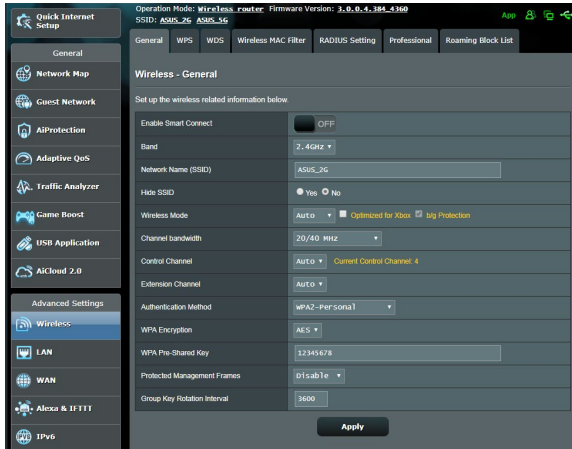 Quick Internet
Setup
Operation Mode: Wireless router Firmware Version: 3.0.0.4.384_4360
SSID: ASUS_2G ASUS_5G
App
General
Network Map
Guest Network
AiProtection
Adaptive QoS
Traffic Analyzer
Game Boost
USB Application
AiCloud 2.0
Advanced Settings
Wireless
LAN
WAN
Alexa & IFTTT
IPv6
General WPS WDS Wireless MAC Filter RADIUS Setting Professional Roaming Block List
Wireless - General
Set up the wireless related information below.
Enable Smart Connect OFF
Band 2.4GHz
Network Name (SSID) ASUS_2G
Hide SSID Yes No
Wireless Mode Auto Optimized for Xbox b/g Protection
Channel bandwidth 20/40 MHz
Control Channel Auto Current Control Channel: 4
Extension Channel Auto
Authentication Method WPA2-Personal
WPA Encryption AES
WPA Pre-Shared Key 12345678
Protected Management Frames Disable
Group Key Rotation Interval 3600
Apply